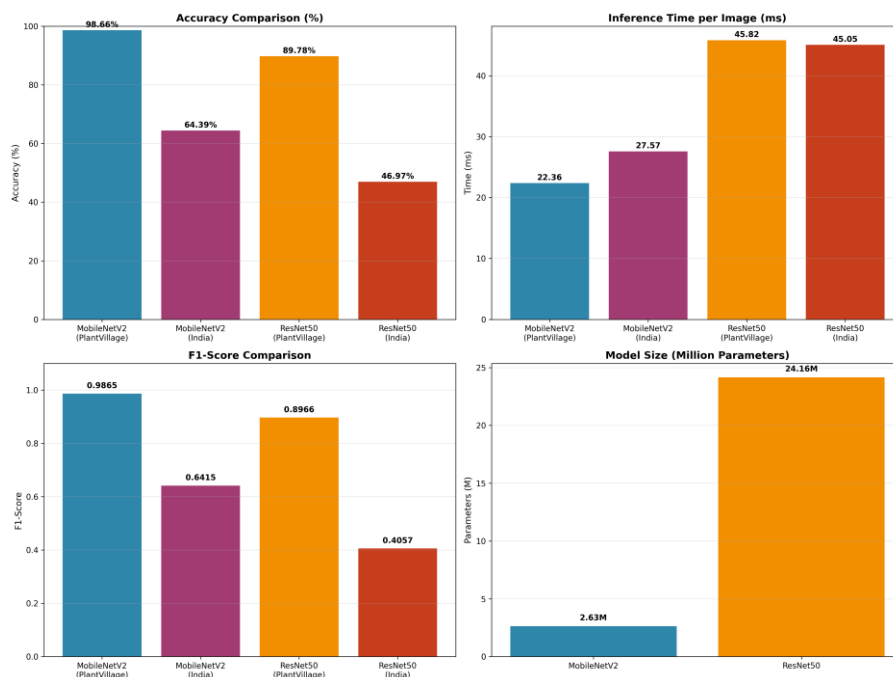 Accuracy Comparison (%)
98.66%
64.39%
89.78%
46.97%
100
80
60
40
20
0
Accuracy (%)
MobileNetV2
(PlantVillage)
MobileNetV2
(India)
ResNet50
(PlantVillage)
ResNet50
(India)
Inference Time per Image (ms)
22.36
27.57
45.82
45.05
40
30
20
10
0
Time (ms)
MobileNetV2
(PlantVillage)
MobileNetV2
(India)
ResNet50
(PlantVillage)
ResNet50
(India)
F1-Score Comparison
0.9865
0.6415
0.8966
0.4057
1.0
0.8
0.6
0.4
0.2
0.0
F1-Score
MobileNetV2
(PlantVillage)
MobileNetV2
(India)
ResNet50
(PlantVillage)
ResNet50
(India)
Model Size (Million Parameters)
2.63M
24.16M
25
20
15
10
5
0
Parameters (M)
MobileNetV2
ResNet50